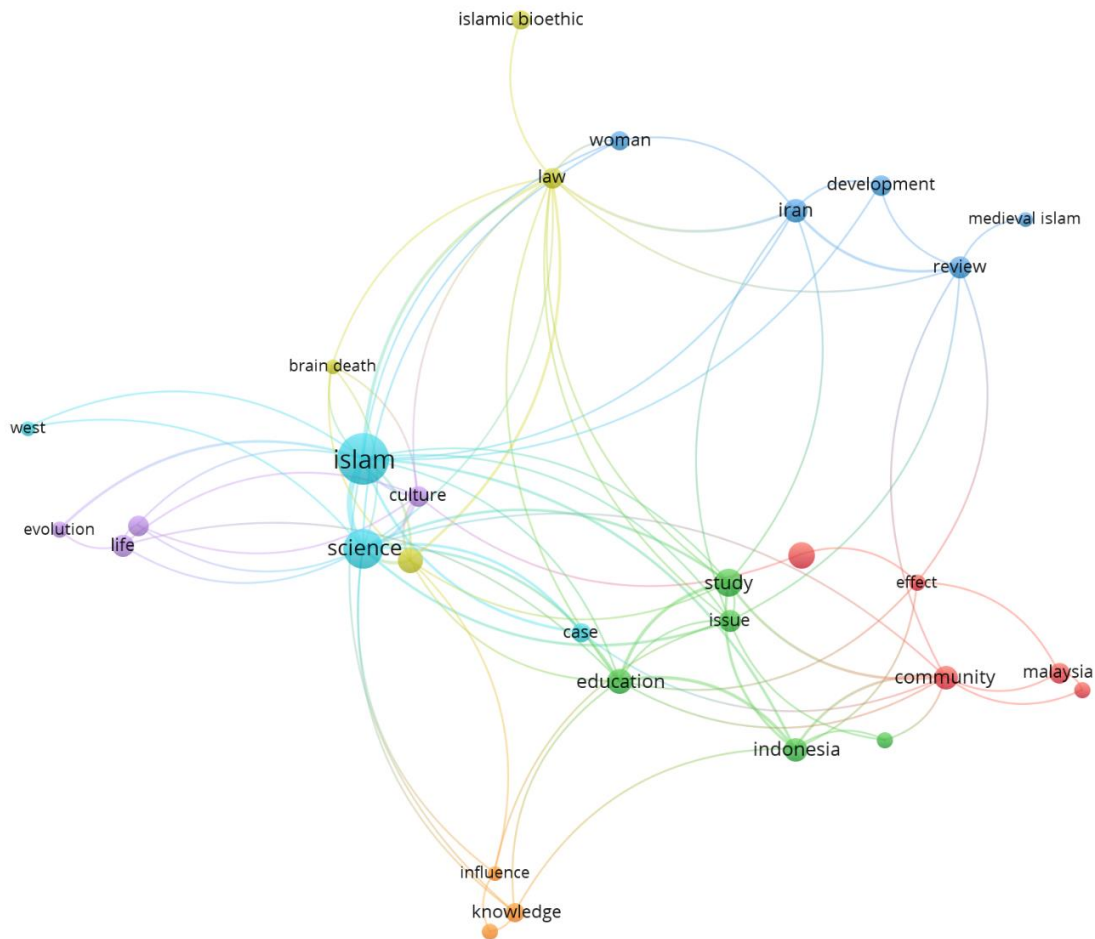 islamic bioethic
woman
law
development
iran
medieval islam
review
brain death
west
islam
culture
evolution
life
science
study
effect
issue
case
education
community
malaysia
indonesia
influence
knowledge